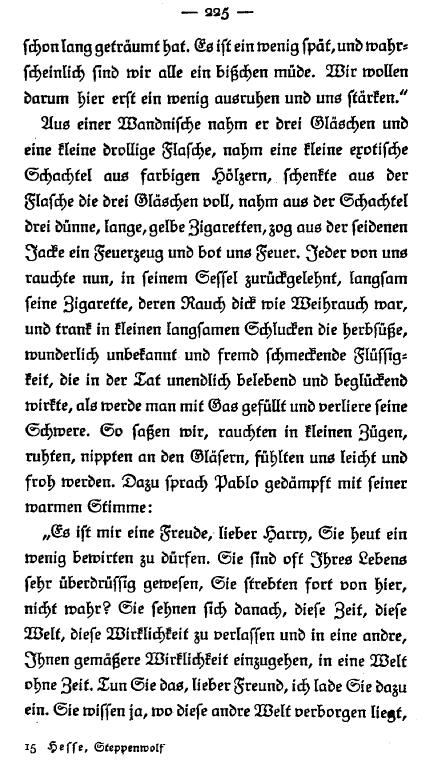 — 225 —
schon lang geträumt hat. Es ist ein wenig spät, und wahr-
scheinlich sind wir alle ein bißchen müde. Wir wollen
darum hier erst ein wenig ausruhen und uns stärken.“
Aus einer Wandnische nahm er drei Gläschen und
eine kleine drollige Flasche, nahm eine kleine exotische
Schachtel aus farbigen Hölzern, schenkte aus der
Flasche die drei Gläschen voll, nahm aus der Schachtel
drei dünne, lange, gelbe Zigaretten, zog aus der seidenen
Jacke ein Feuerzeug und bot uns Feuer. Jeder von uns
rauchte nun, in seinem Sessel zurückgelehnt, langsam
seine Zigarette, deren Rauch dick wie Weihrauch war,
und trank in kleinen langsamen Schlucken die herbsüße,
wunderlich unbekannt und fremd schmeckende Flüssig-
keit, die in der Tat unendlich belebend und beglückend
wirkte, als werde man mit Gas gefüllt und verliere seine
Schwere. So saßen wir, rauchten in kleinen Zügen,
ruhten, nippten an den Gläsern, fühlten uns leicht und
froh werden. Dazu sprach Pablo gedämpft mit seiner
warmen Stimme:
„Es ist mir eine Freude, lieber Harry, Sie heut ein
wenig bewirten zu dürfen. Sie sind oft Ihres Lebens
sehr überdrüssig gewesen, Sie strebten fort von hier,
nicht wahr? Sie sehnen sich danach, diese Zeit, diese
Welt, diese Wirklichkeit zu verlassen und in eine andre,
Ihnen gemäßere Wirklichkeit einzugehen, in eine Welt
ohne Zeit. Tun Sie das, lieber Freund, ich lade Sie dazu
ein. Sie wissen ja, wo diese andre Welt verborgen liegt,
15 Hesse, Steppenwolf